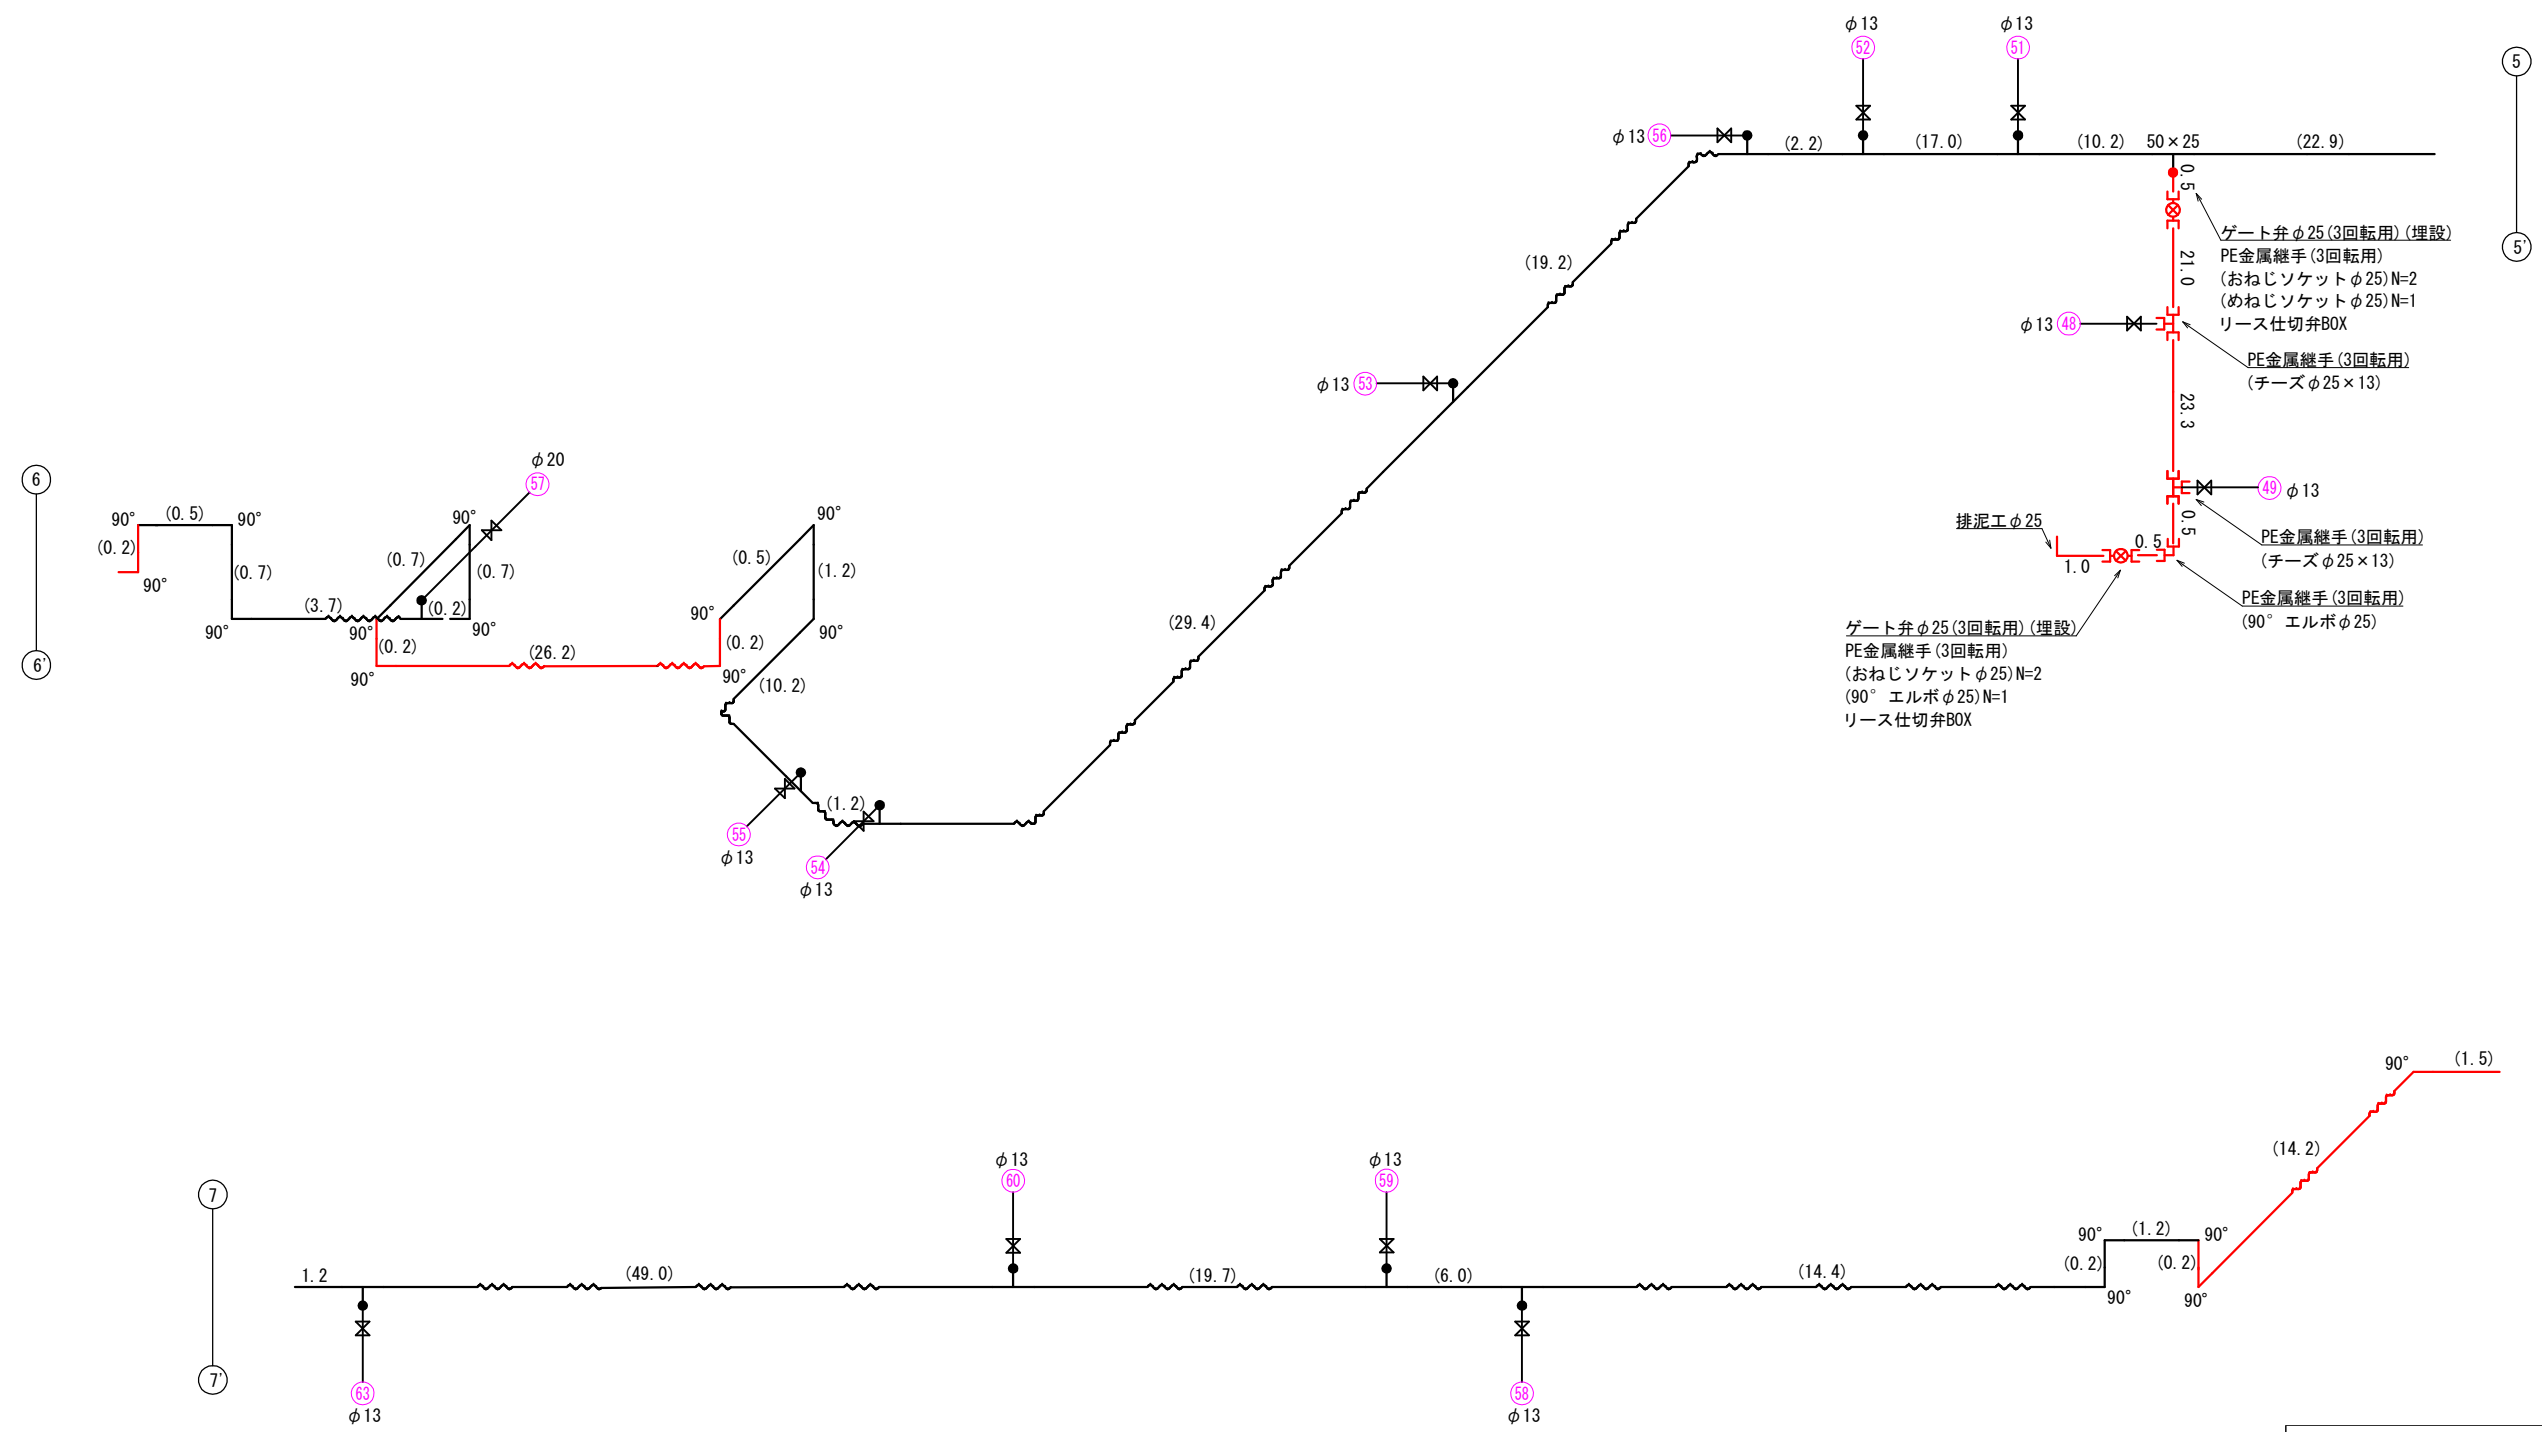 φ13
52
φ13
51
5
φ13 56
(2.2)
(17.0)
(10.2)
50×25
(22.9)
0.5
ゲート弁φ25(3回転用)(埋設)
PE金属継手(3回転用)
(おねじソケットφ25)N=2
(めねじソケットφ25)N=1
リース仕切弁BOX
5'
21.0
(19.2)
φ13 48
PE金属継手(3回転用)
(チーズφ25×13)
φ13 53
23.3
49 φ13
0.5
PE金属継手(3回転用)
(チーズφ25×13)
排泥工φ25
0.5
1.0
PE金属継手(3回転用)
(90°エルボφ25)
ゲート弁φ25(3回転用)(埋設)
PE金属継手(3回転用)
(おねじソケットφ25)N=2
(90°エルボφ25)N=1
リース仕切弁BOX
6
6'
90°
(0.5)
90°
(0.2)
90°
(0.7)
90°
(3.7)
φ20
57
90°
(0.7)
(0.7)
(0.2)
90°
90°
(0.2)
90°
(26.2)
90°
(0.5)
(1.2)
90°
(0.2)
90°
90°
(10.2)
(29.4)
(1.2)
55
φ13
54
φ13
7
7'
1.2
63
φ13
(49.0)
φ13
60
(19.7)
φ13
59
(6.0)
58
φ13
(14.4)
90°
(1.2)
90°
(0.2)
(0.2)
90°
90°
(14.2)
90°
(1.5)